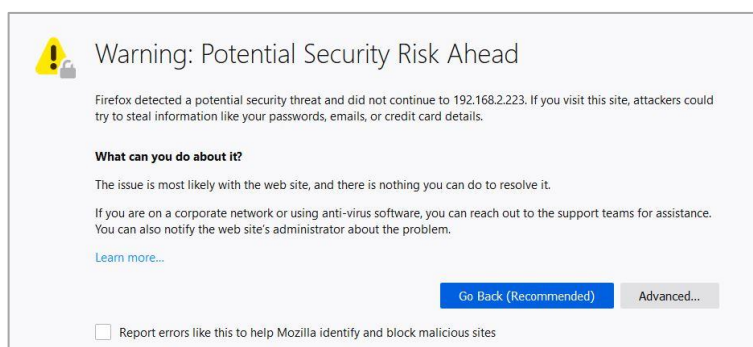 Warning: Potential Security Risk Ahead
Firefox detected a potential security threat and did not continue to 192.168.2.223. If you visit this site, attackers could
try to steal information like your passwords, emails, or credit card details.
What can you do about it?
The issue is most likely with the web site, and there is nothing you can do to resolve it.
If you are on a corporate network or using anti-virus software, you can reach out to the support teams for assistance.
You can also notify the web site's administrator about the problem.
Learn more...
Go Back (Recommended)
Advanced...
Report errors like this to help Mozilla identify and block malicious sites